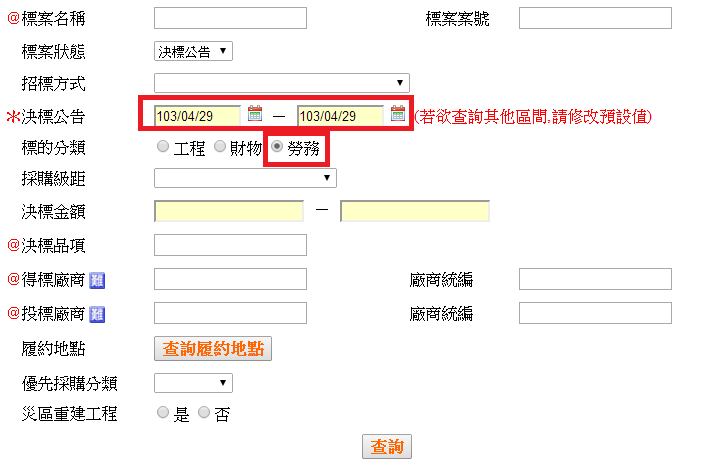 @標案名稱 標案案號
標案狀態 決標公告
招標方式
＊決標公告 103/04/29 — 103/04/29 (若欲查詢其他區間,請修改預設值)
標的分類 工程 財物 勞務
採購級距
決標金額 —
@決標品項
@得標廠商 難 廠商統編
@投標廠商 難 廠商統編
履約地點 查詢履約地點
優先採購分類
災區重建工程 是 否
查詢